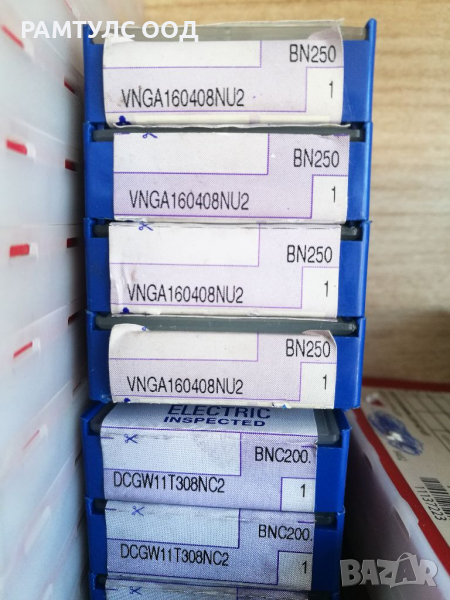 РАМТУЛС ООД
BN250
VNGA160408NU2
1
BN250
VNGA160408NU2
1
BN250
VNGA160408NU2
1
BN250
VNGA160408NU2
1
ELECTRIC
INSPECTED
BNC200.
DCGW11T308NC2
1
BNC200.
DCGW11T308NC2
1
BAZAR